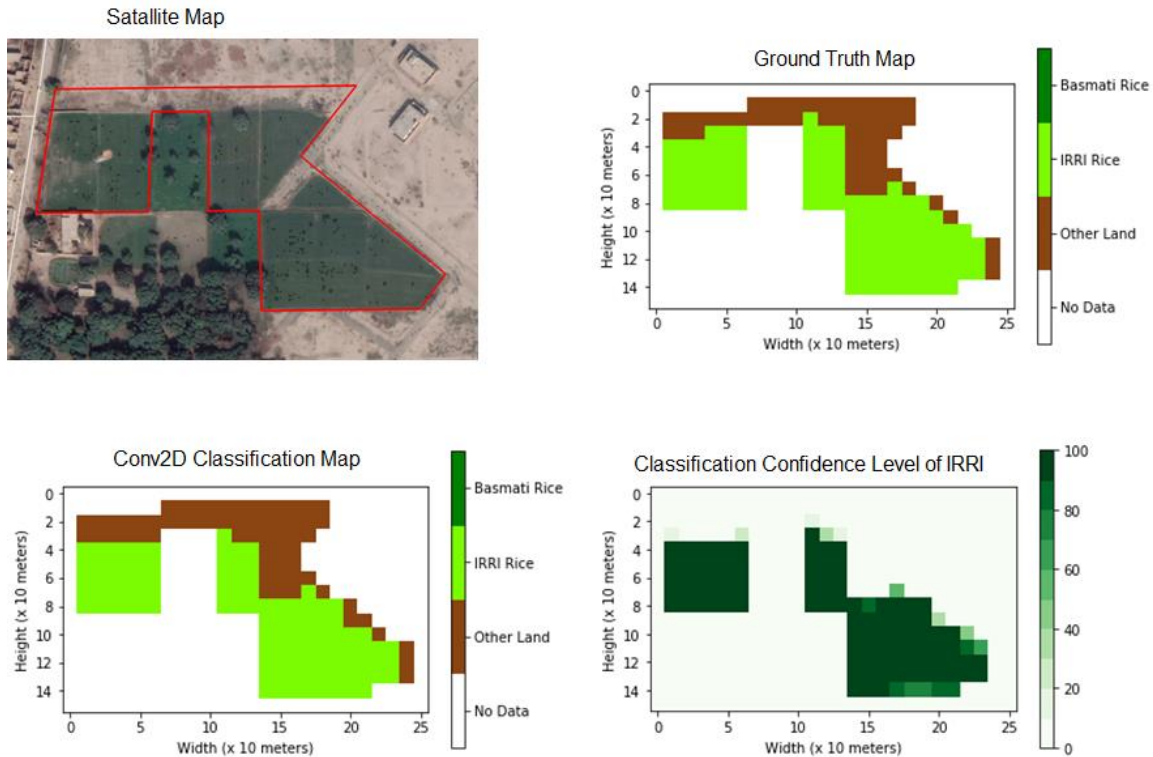 Satallite Map
Ground Truth Map
0
2
4
6
8
10
12
14
Height (x 10 meters)
0
5
10
15
20
25
Width (x 10 meters)
Basmati Rice
IRRI Rice
Other Land
No Data
Conv2D Classification Map
0
2
4
6
8
10
12
14
Height (x 10 meters)
0
5
10
15
20
25
Width (x 10 meters)
Basmati Rice
IRRI Rice
Other Land
No Data
Classification Confidence Level of IRRI
0
2
4
6
8
10
12
14
Height (x 10 meters)
0
5
10
15
20
25
Width (x 10 meters)
100
80
60
40
20
0